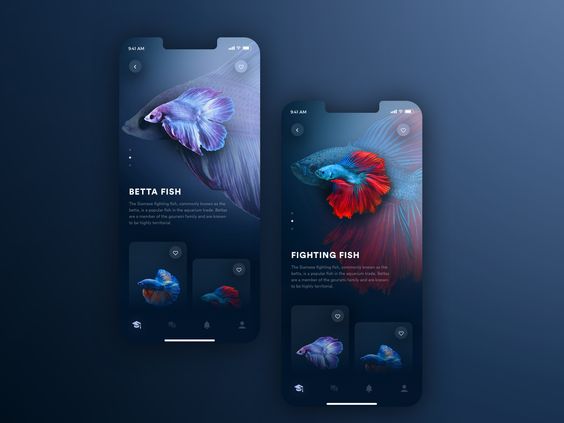 9:41 AM
BETTA FISH
The Siamese fighting fish, commonly known as the
betta, is a popular fish in the aquarium trade. Bettas
are a member of the gourami family and are known
to be highly territorial.
9:41 AM
FIGHTING FISH
The Siamese fighting fish, commonly known as the
betta, is a popular fish in the aquarium trade. Bettas
are a member of the gourami family and are known
to be highly territorial.